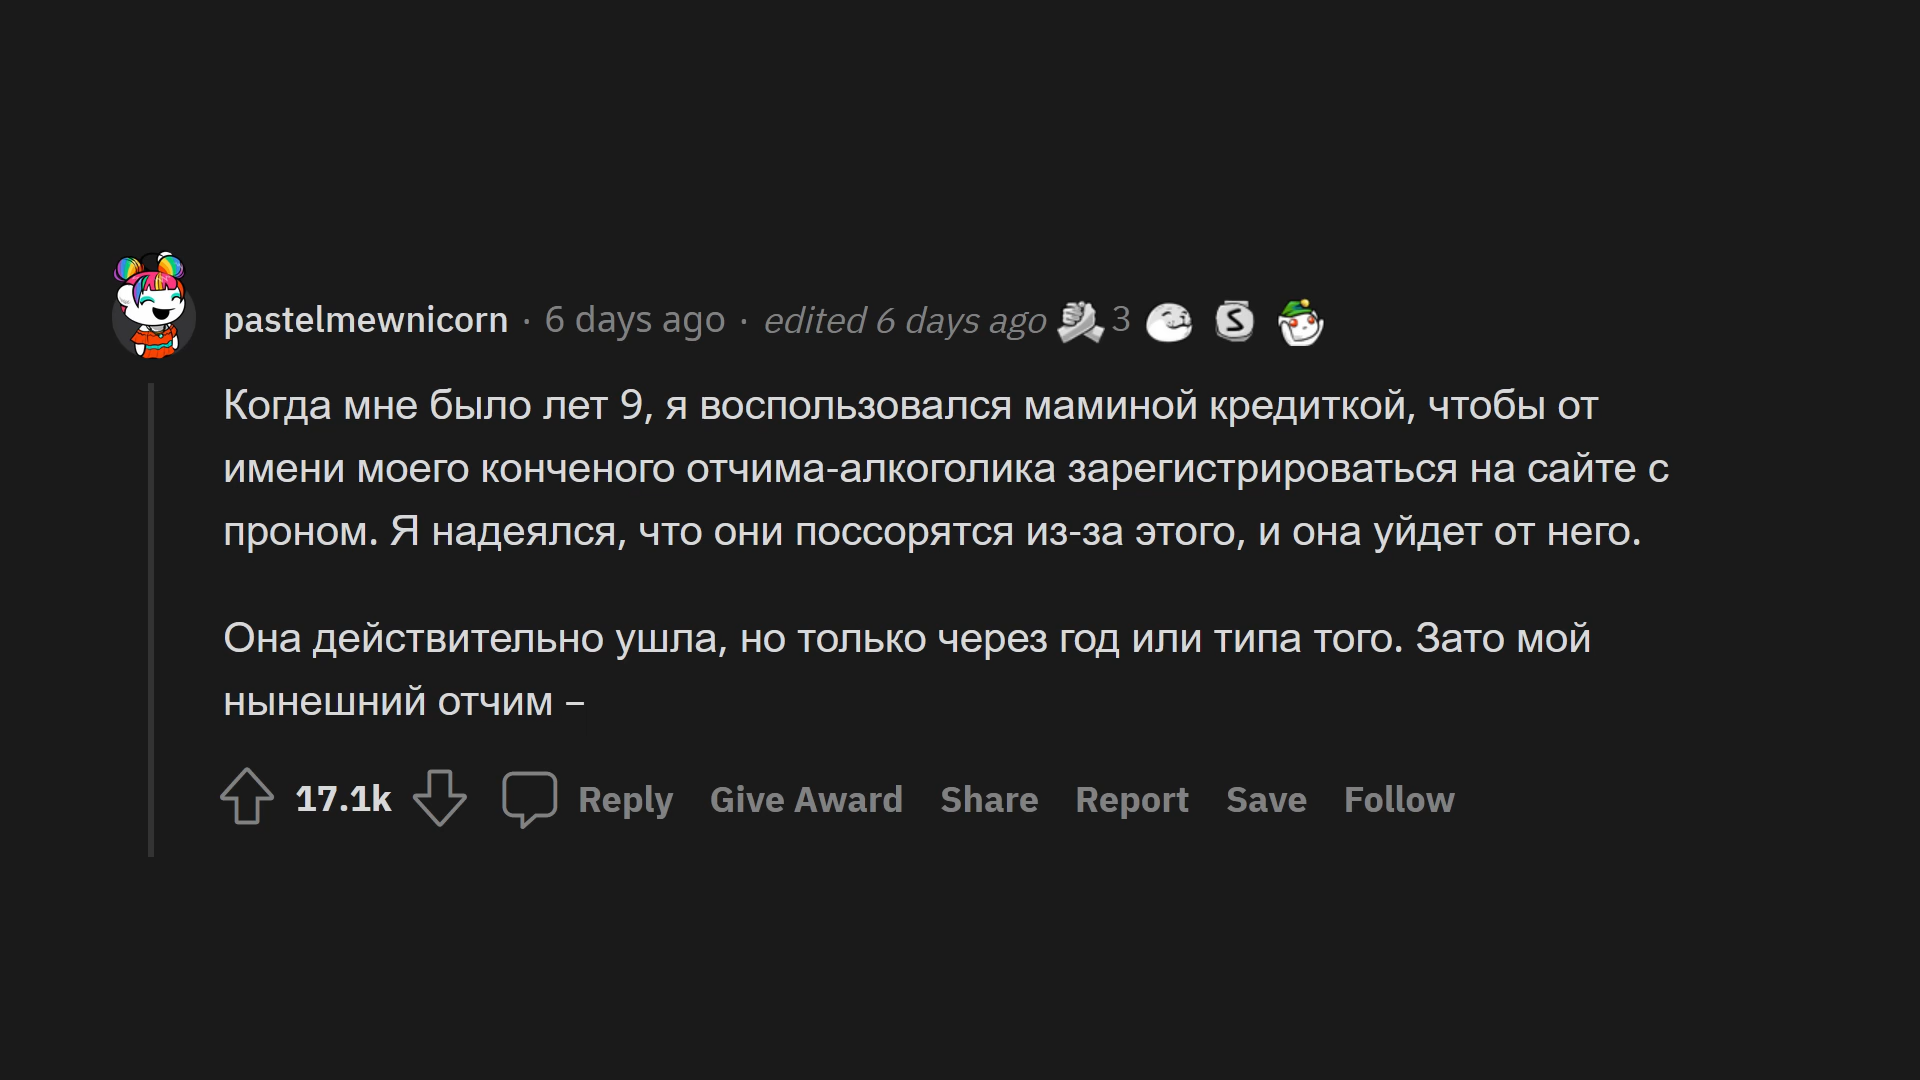 pastelmewnicorn · 6 days ago · edited 6 days ago 3 S
Когда мне было лет 9, я воспользовался маминой кредиткой, чтобы от
имени моего конченого отчима-алкоголика зарегистрироваться на сайте с
проном. Я надеялся, что они поссорятся из-за этого, и она уйдет от него.
Она действительно ушла, но только через год или типа того. Зато мой
нынешний отчим –
17.1k Reply Give Award Share Report Save Follow